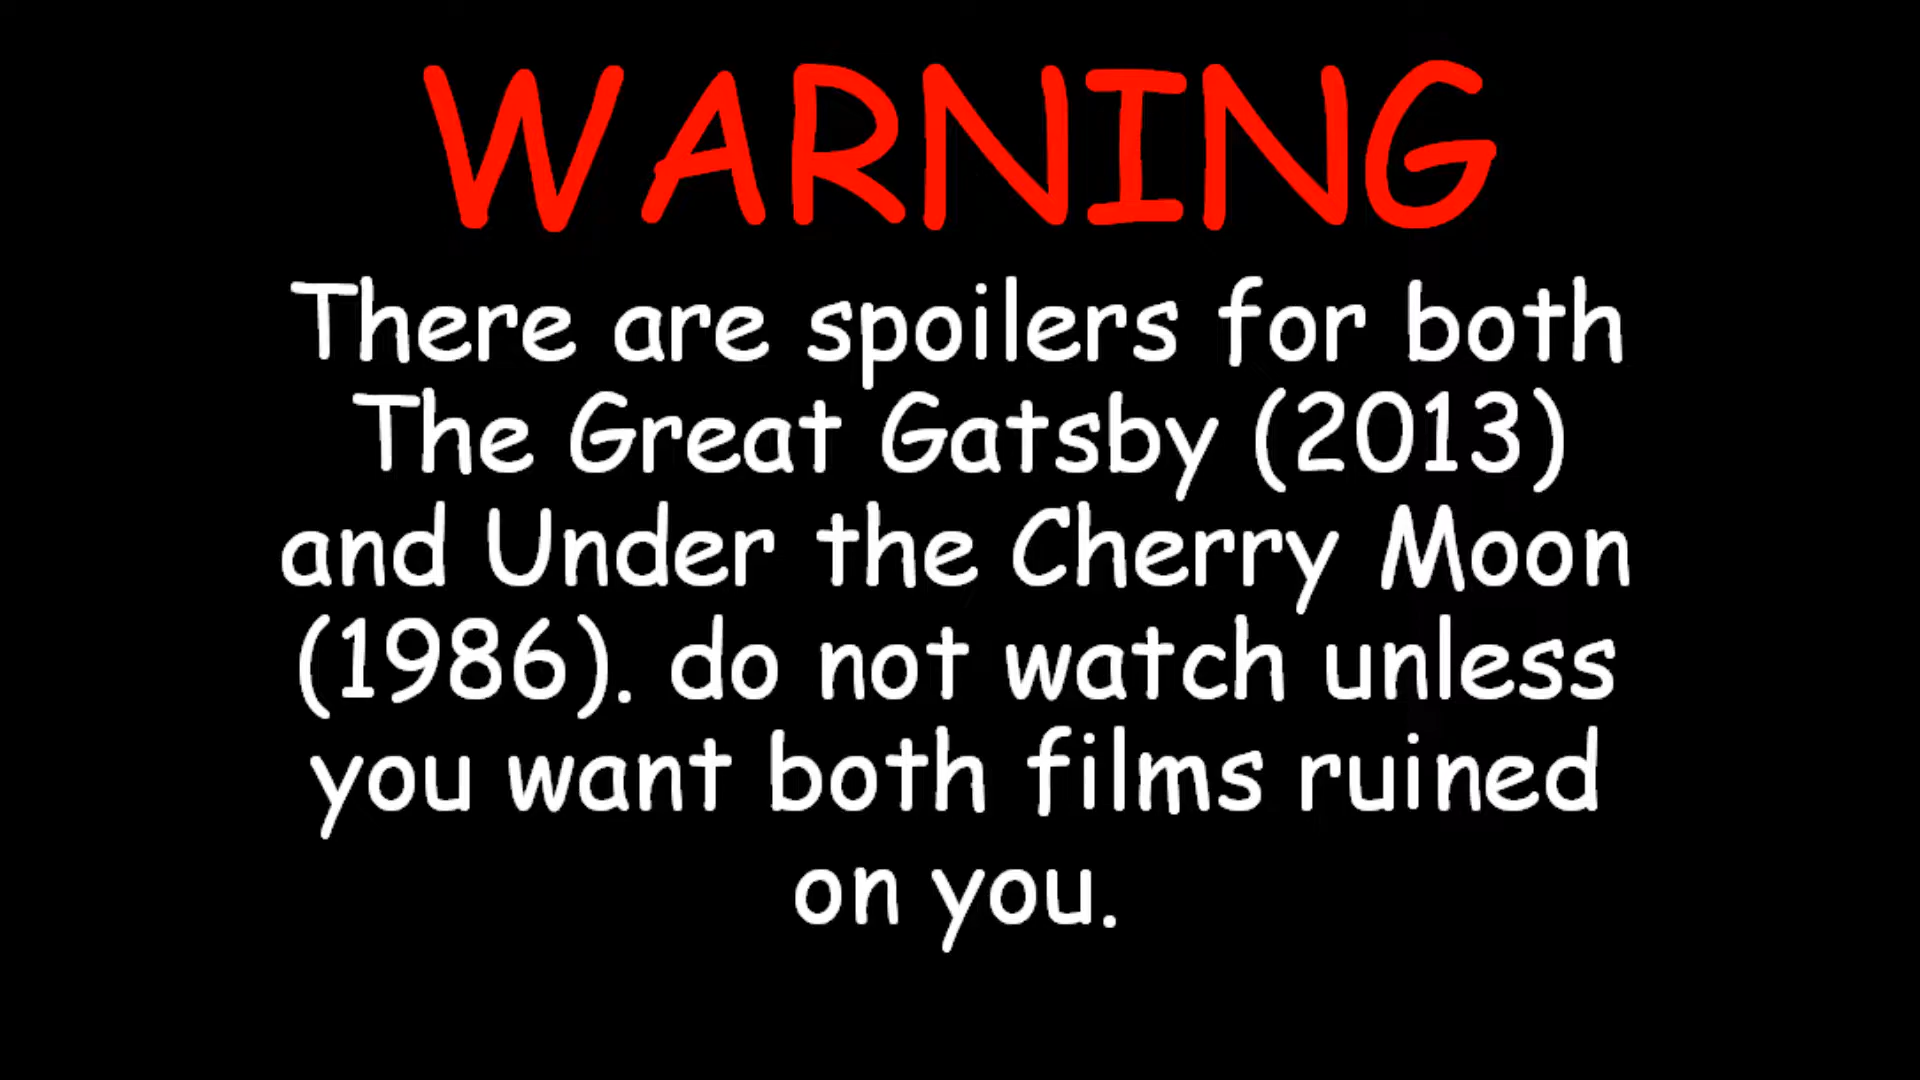 WARNING
There are spoilers for both
The Great Gatsby (2013)
and Under the Cherry Moon
(1986). do not watch unless
you want both films ruined
on you.